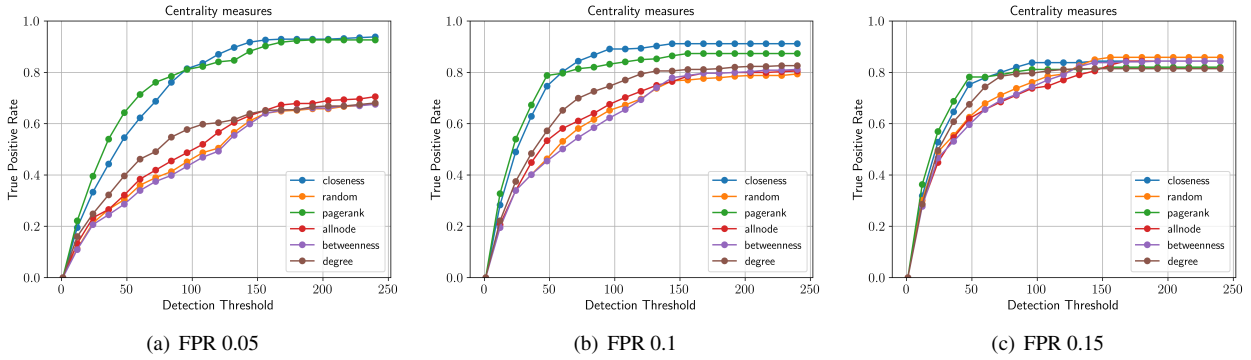 Centrality measures
True Positive Rate
1.0
0.8
0.6
0.4
0.2
0.0
closeness
random
pagerank
allnode
betweenness
degree
0 50 100 150 200 250
Detection Threshold
(a) FPR 0.05
Centrality measures
True Positive Rate
1.0
0.8
0.6
0.4
0.2
0.0
closeness
random
pagerank
allnode
betweenness
degree
0 50 100 150 200 250
Detection Threshold
(b) FPR 0.1
Centrality measures
True Positive Rate
1.0
0.8
0.6
0.4
0.2
0.0
closeness
random
pagerank
allnode
betweenness
degree
0 50 100 150 200 250
Detection Threshold
(c) FPR 0.15